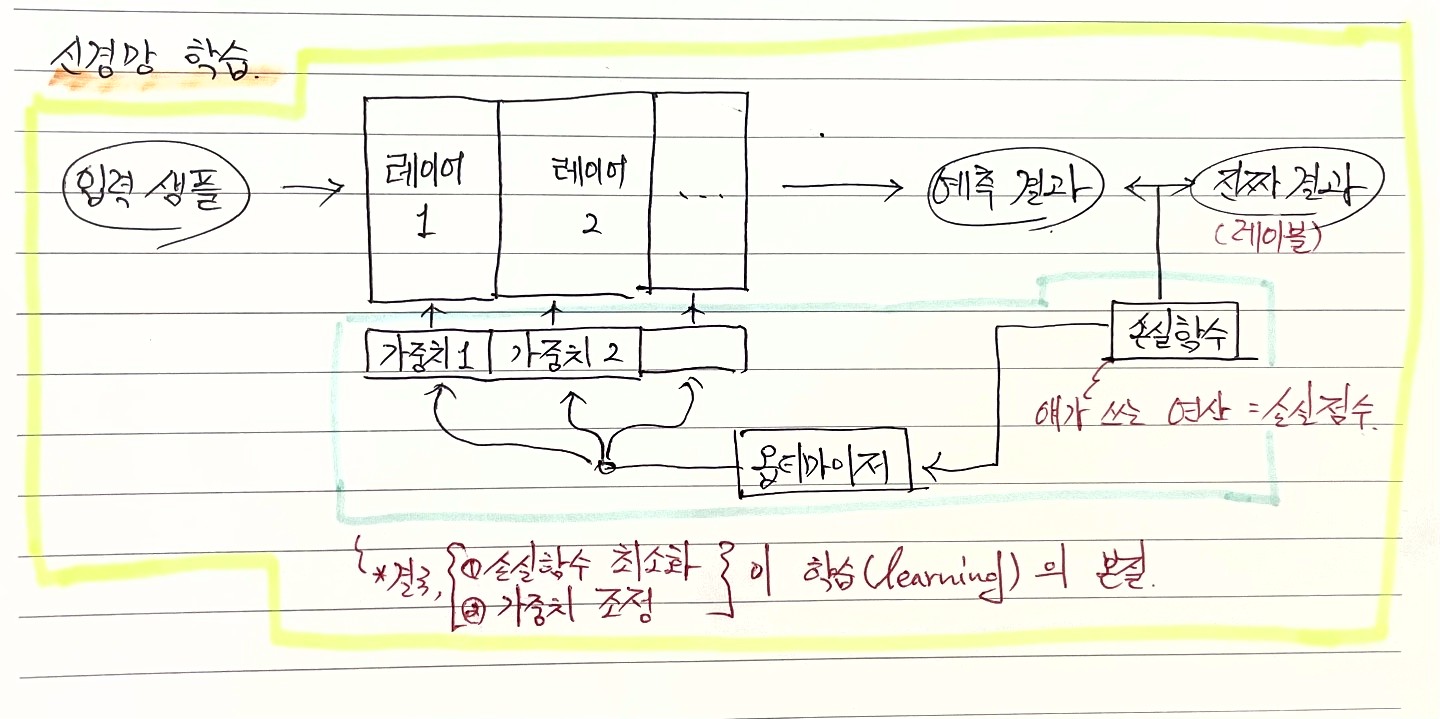 신경망 학습.
입력 샘플
레이어
1
레이어
2
...
예측 결과
진짜 결과
(레이블)
가중치 1
가중치 2
손실함수
얘가 쓰는 연산 = 손실점수.
옵티마이저
*결국, { ① 손실함수 최소화
② 가중치 조정 } 이 학습(learning)의 본질.